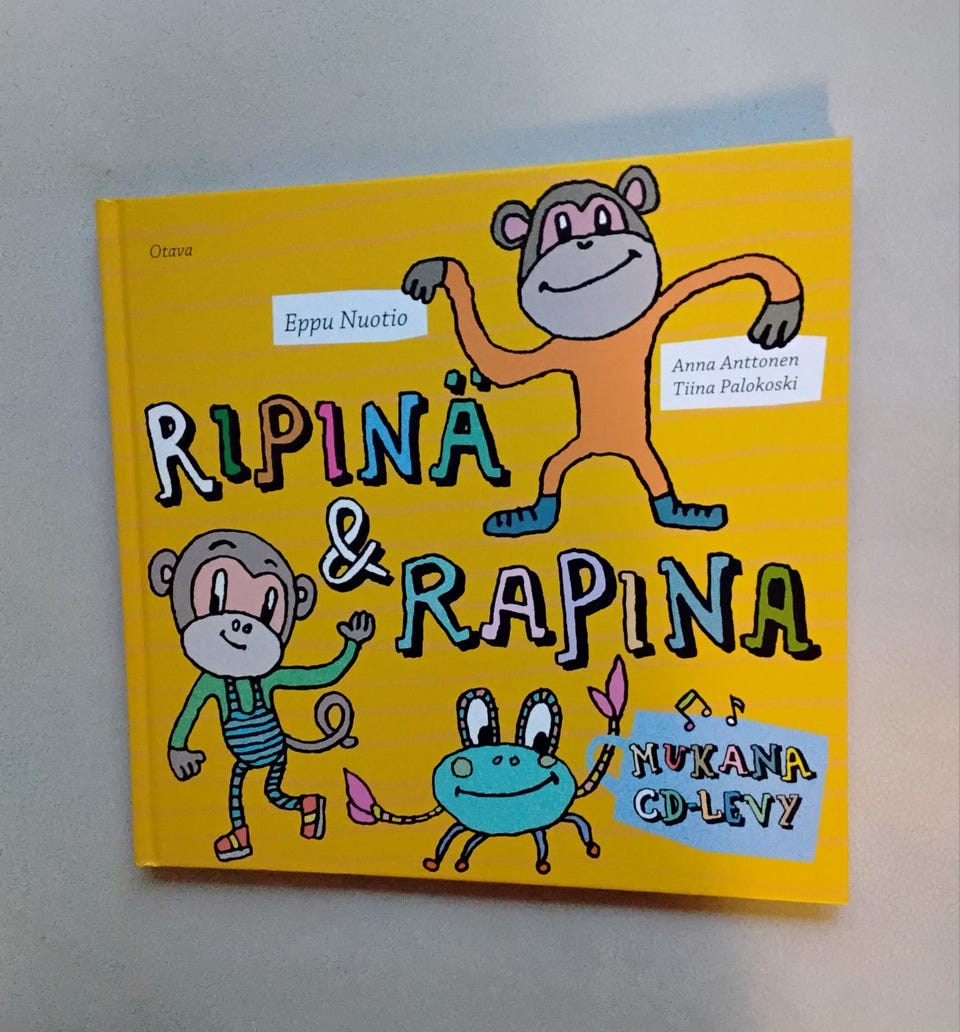 Otava
Eppu Nuotio
Anna Anttonen
Tiina Palokoski
RIPINÄ
&
RAPINA
MUKANA
CD-LEVY